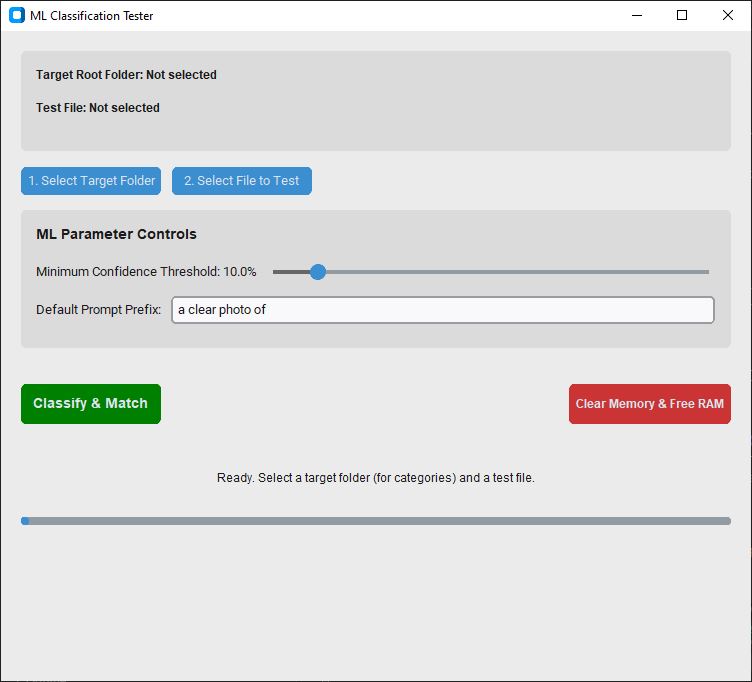 ML Classification Tester
Target Root Folder: Not selected
Test File: Not selected
1. Select Target Folder
2. Select File to Test
ML Parameter Controls
Minimum Confidence Threshold: 10.0%
Default Prompt Prefix:
a clear photo of
Classify & Match
Clear Memory & Free RAM
Ready. Select a target folder (for categories) and a test file.